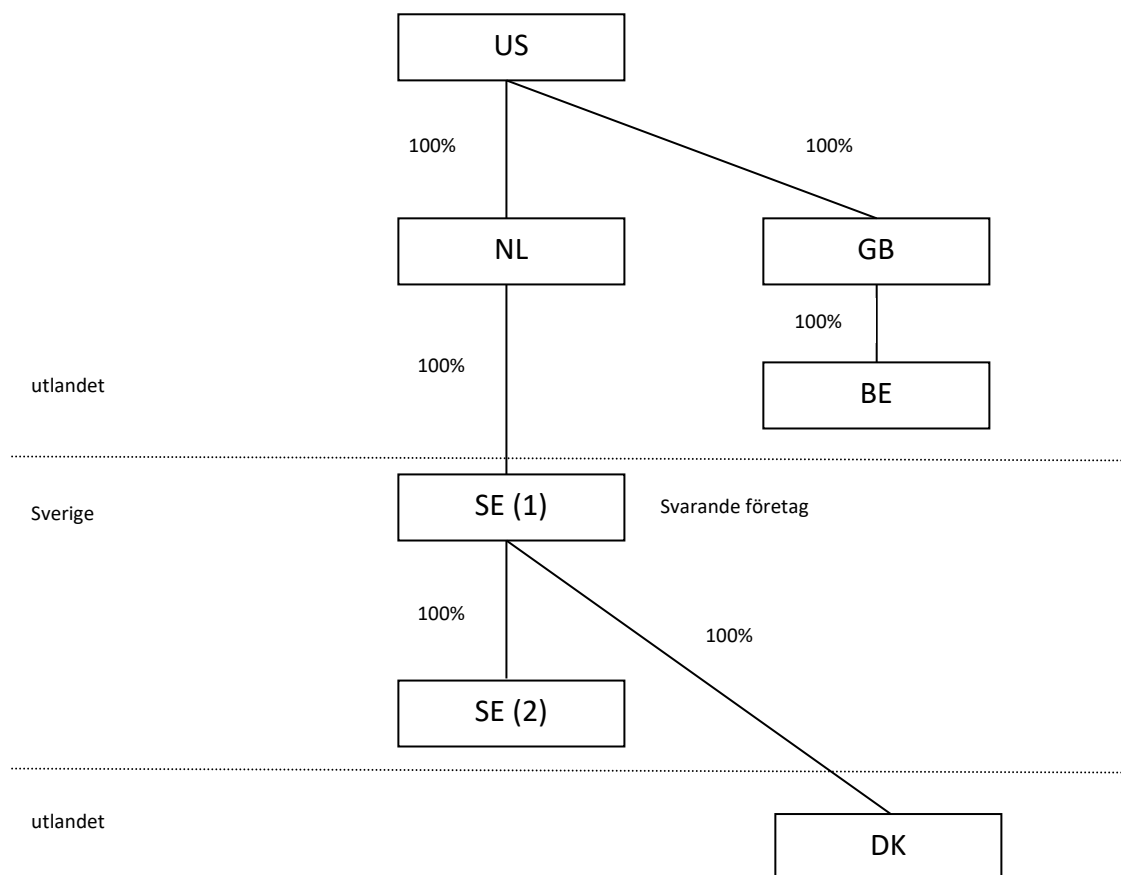 US
100%
100%
NL
GB
100%
100%
utlandet
BE
SE (1)
Svarande företag
Sverige
100%
100%
SE (2)
utlandet
DK